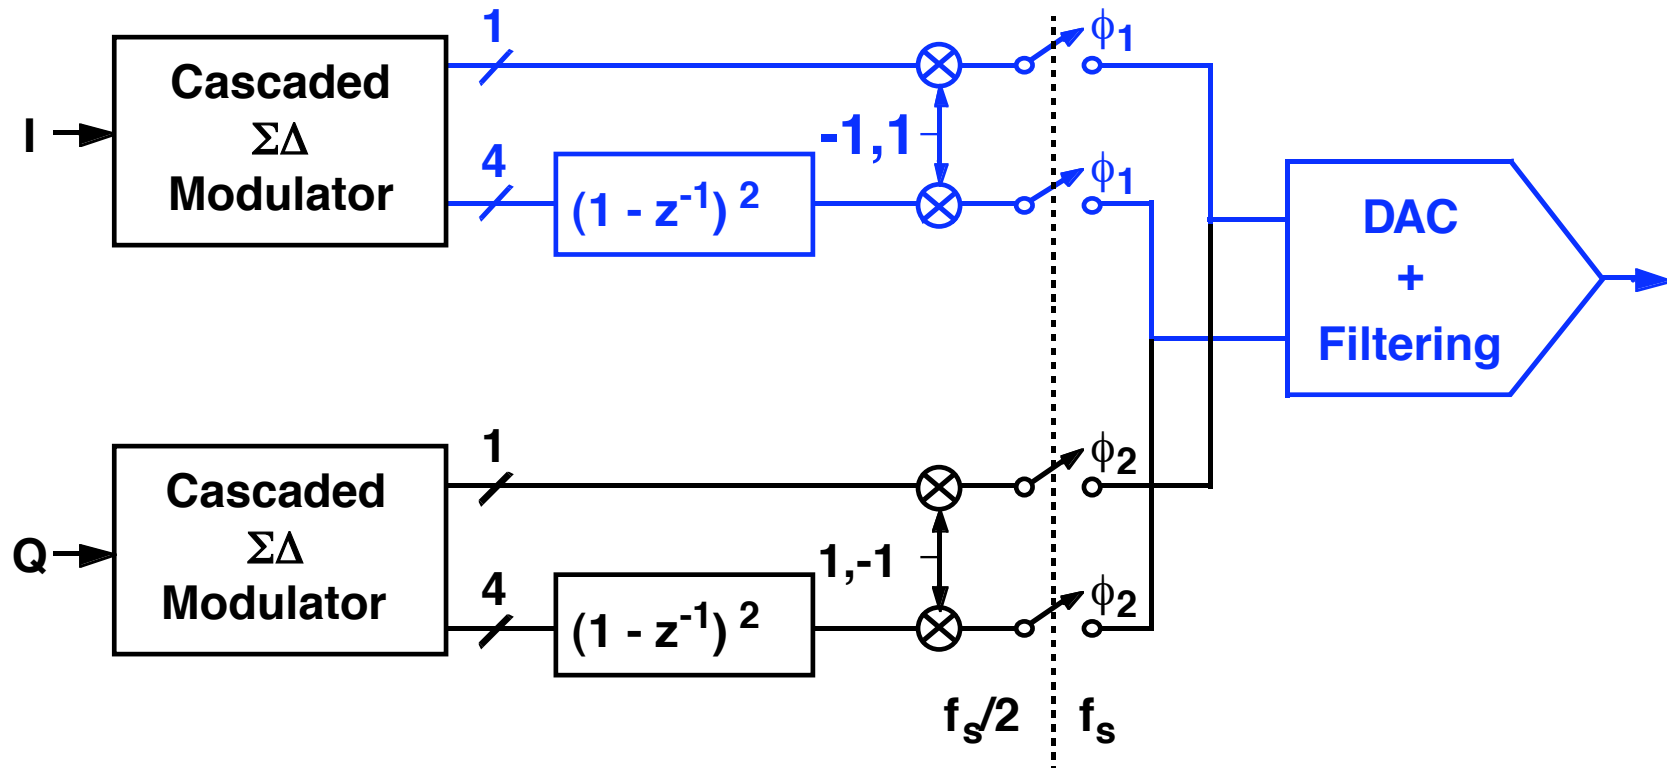 I
Cascaded
ΣΔ
Modulator
1
4
(1 - z⁻¹) ²
-1,1
ϕ1
ϕ1
DAC
+
Filtering
Q
Cascaded
ΣΔ
Modulator
1
4
(1 - z⁻¹) ²
1,-1
ϕ2
ϕ2
fs/2
fs